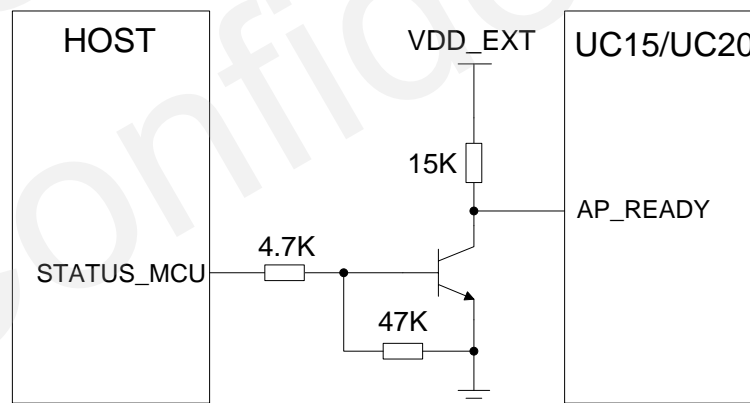 HOST
VDD_EXT
UC15/UC20
15K
AP_READY
4.7K
STATUS_MCU
47K